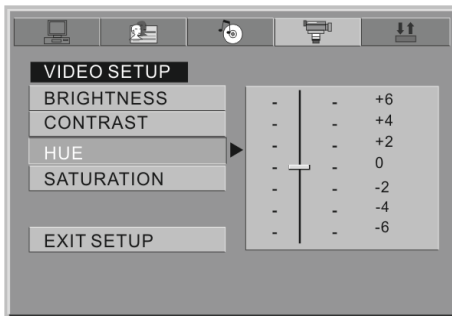 VIDEO SETUP
BRIGHTNESS
CONTRAST
HUE
SATURATION
EXIT SETUP
+6
+4
+2
0
-2
-4
-6